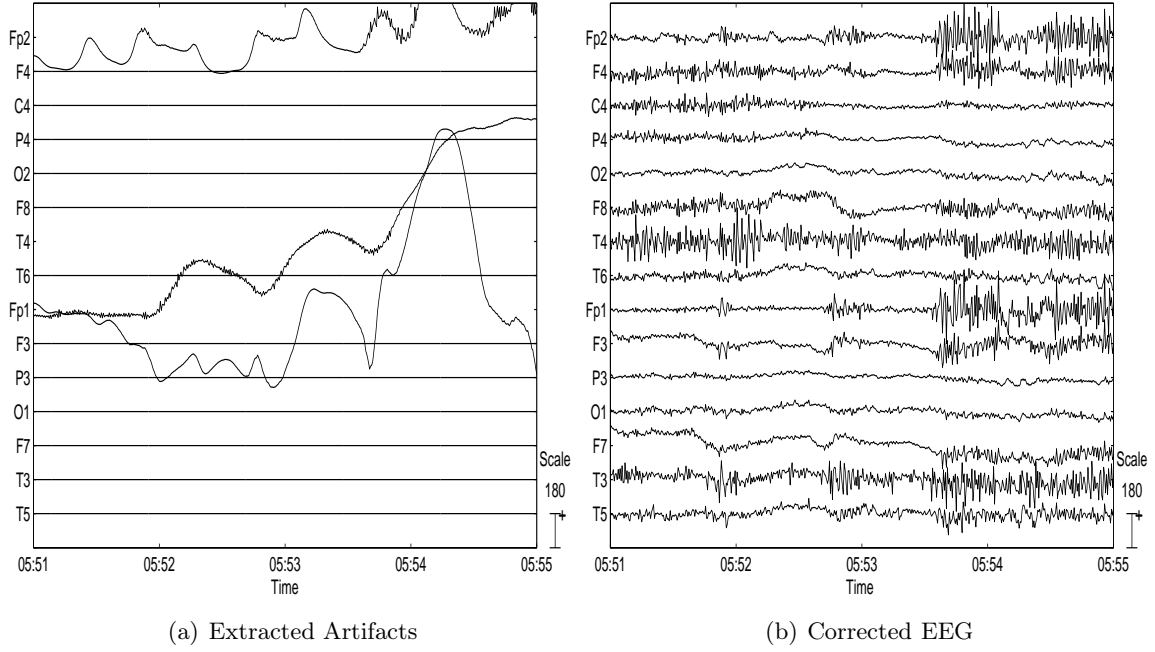 Fp2
F4
C4
P4
O2
F8
T4
T6
Fp1
F3
P3
O1
F7
T3
T5
Scale
180
05:51 05:52 05:53 05:54 05:55
Time
(a) Extracted Artifacts
Fp2
F4
C4
P4
O2
F8
T4
T6
Fp1
F3
P3
O1
F7
T3
T5
Scale
180
05:51 05:52 05:53 05:54 05:55
Time
(b) Corrected EEG